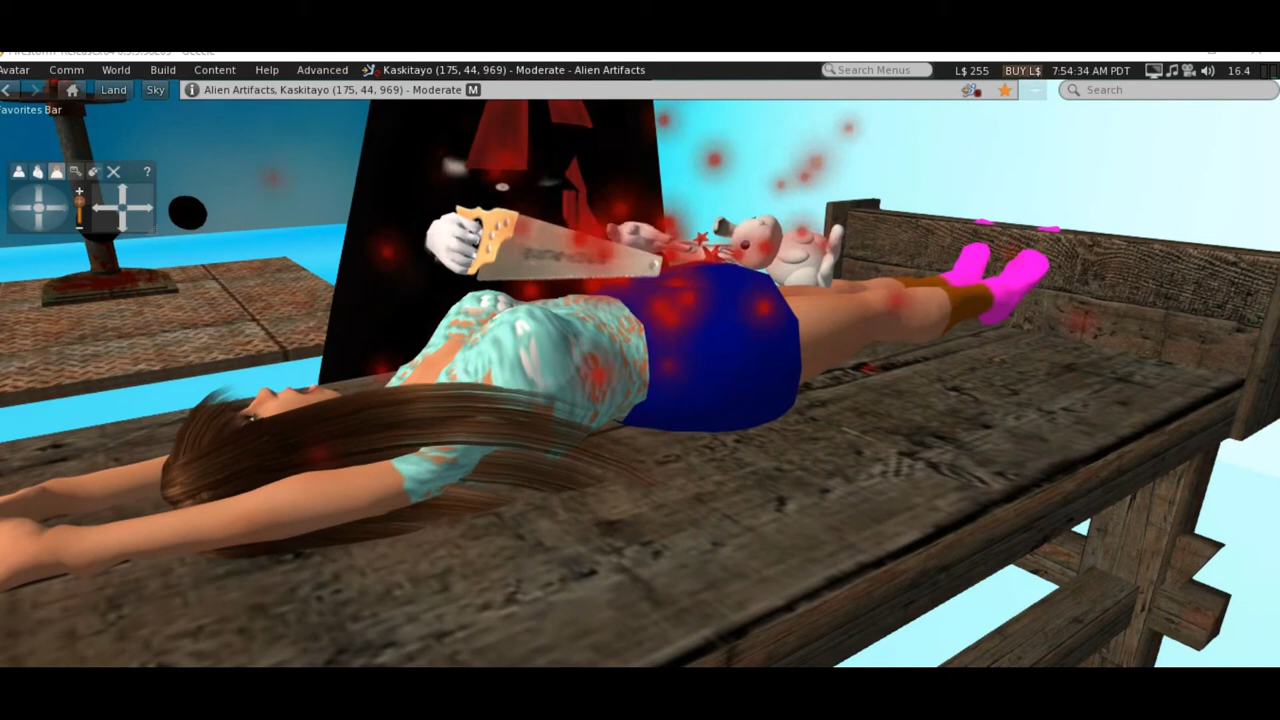 Avatar Comm World Build Content Help Advanced Kaskitayo (175, 44, 969) - Moderate - Alien Artifacts Search Menus L$ 255 BUY L$ 7:54:34 AM PDT 16.4
Land Sky Alien Artifacts, Kaskitayo (175, 44, 969) - Moderate M Search
Favorites Bar
?
+
−